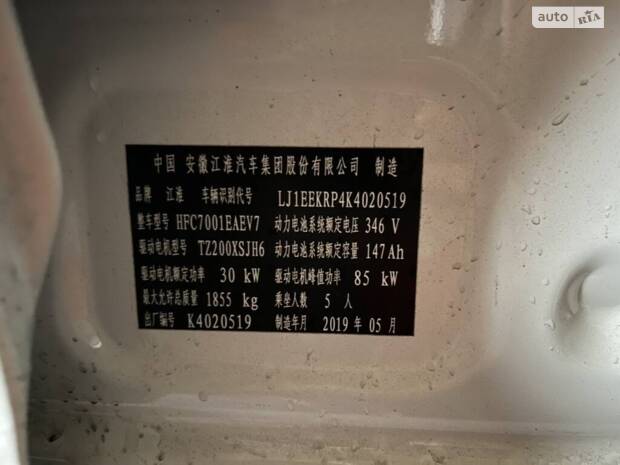 auto RIA
中国 安徽江淮汽车集团股份有限公司 制造
品牌 江淮 车辆识别代号 LJ1EEKRP4K4020519
整车型号 HFC7001EAEV7 动力电池系统额定电压 346 V
驱动电机型号 TZ200XSJH6 动力电池系统额定容量 147Ah
驱动电机额定功率 30 kW 驱动电机峰值功率 85 kW
最大允许总质量 1855 kg 乘坐人数 5 人
出厂编号 K4020519 制造年月 2019 年 05 月